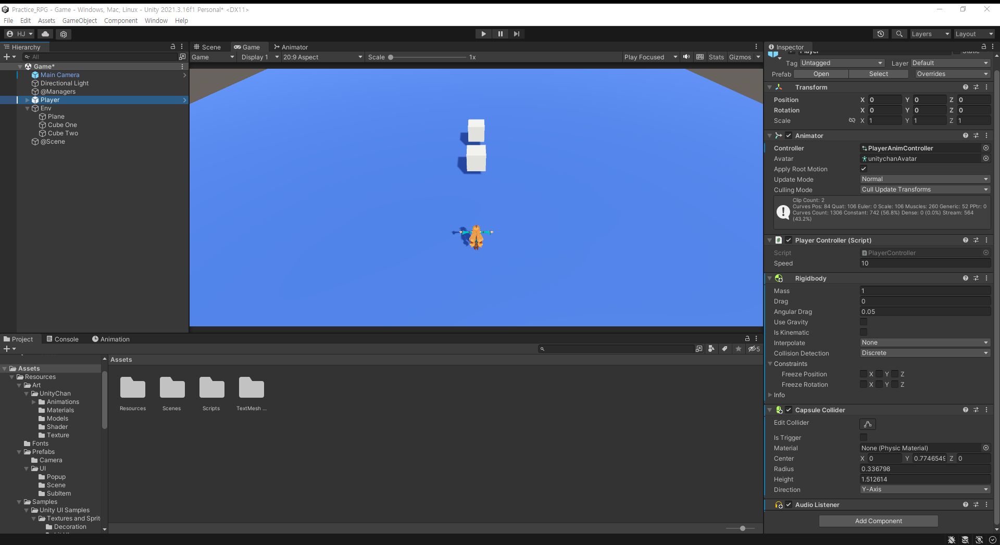 Practice_RPG - Game - Windows, Mac, Linux - Unity 2021.3.16f1 Personal* <DX11>
File Edit Assets GameObject Component Window Help
HJ
Layers Layout
Hierarchy
All
Game*
Main Camera
Directional Light
@Managers
Player
Env
Plane
Cube One
Cube Two
@Scene
Scene Game Animator
Game Display 1 20:9 Aspect Scale 1x Play Focused Stats Gizmos
Inspector
Player Static
Tag Untagged Layer Default
Prefab Open Select Overrides
Transform
Position X 0 Y 0 Z 0
Rotation X 0 Y 0 Z 0
Scale X 1 Y 1 Z 1
Animator
Controller PlayerAnimController
Avatar unitychanAvatar
Apply Root Motion
Update Mode Normal
Culling Mode Cull Update Transforms
Clip Count: 2
Curves Pos: 84 Quat: 106 Euler: 0 Scale: 106 Muscles: 260 Generic: 52 PPtr: 0
Curves Count: 1306 Constant: 742 (56.8%) Dense: 0 (0.0%) Stream: 564
(43.2%)
Player Controller (Script)
Script PlayerController
Speed 10
Rigidbody
Mass 1
Drag 0
Angular Drag 0.05
Use Gravity
Is Kinematic
Interpolate None
Collision Detection Discrete
Constraints
Freeze Position X Y Z
Freeze Rotation X Y Z
Info
Capsule Collider
Edit Collider
Is Trigger
Material None (Physic Material)
Center X 0 Y 0.7746549 Z 0
Radius 0.336798
Height 1.512614
Direction Y-Axis
Audio Listener
Add Component
Project Console Animation
5
Assets
Resources
Art
UnityChan
Animations
Materials
Models
Shader
Texture
Fonts
Prefabs
Camera
UI
Popup
Scene
SubItem
Samples
Unity UI Samples
Textures and Sprit
Decoration
Assets
Resources Scenes Scripts TextMesh ...